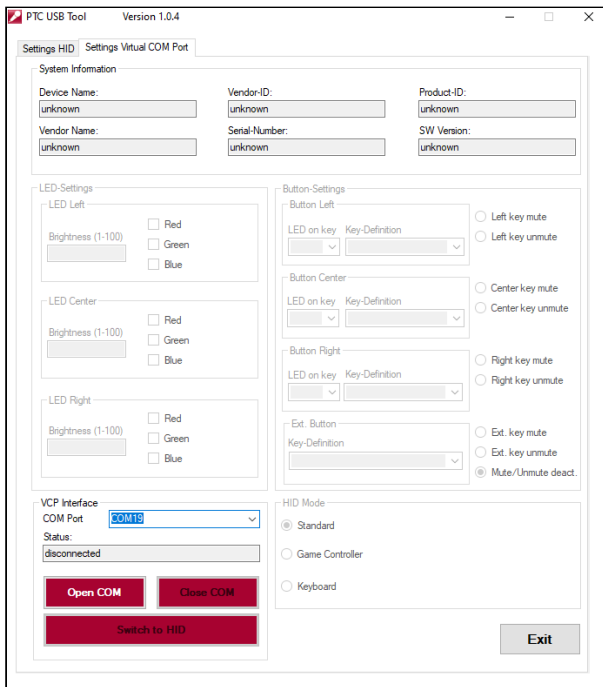 PTC USB Tool Version 1.0.4
Settings HID Settings Virtual COM Port
System Information
Device Name: Vendor-ID: Product-ID:
unknown unknown unknown
Vendor Name: Serial-Number: SW Version:
unknown unknown unknown
LED-Settings
LED Left
Brightness (1-100)
Red
Green
Blue
LED Center
Brightness (1-100)
Red
Green
Blue
LED Right
Brightness (1-100)
Red
Green
Blue
Button-Settings
Button Left
LED on key Key-Definition
Left key mute
Left key unmute
Button Center
LED on key Key-Definition
Center key mute
Center key unmute
Button Right
LED on key Key-Definition
Right key mute
Right key unmute
Ext. Button
Key-Definition
Ext. key mute
Ext. key unmute
Mute/Unmute deact.
VCP Interface
COM Port COM19
Status:
disconnected
Open COM Close COM
Switch to HID
HID Mode
Standard
Game Controller
Keyboard
Exit